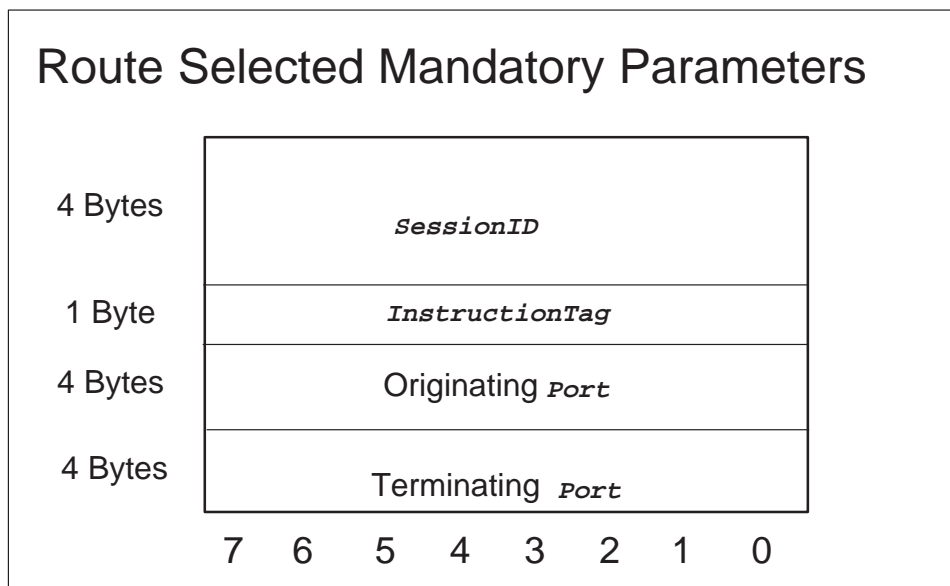 Route Selected Mandatory Parameters
4 Bytes SessionID
1 Byte InstructionTag
4 Bytes Originating Port
4 Bytes Terminating Port
7 6 5 4 3 2 1 0